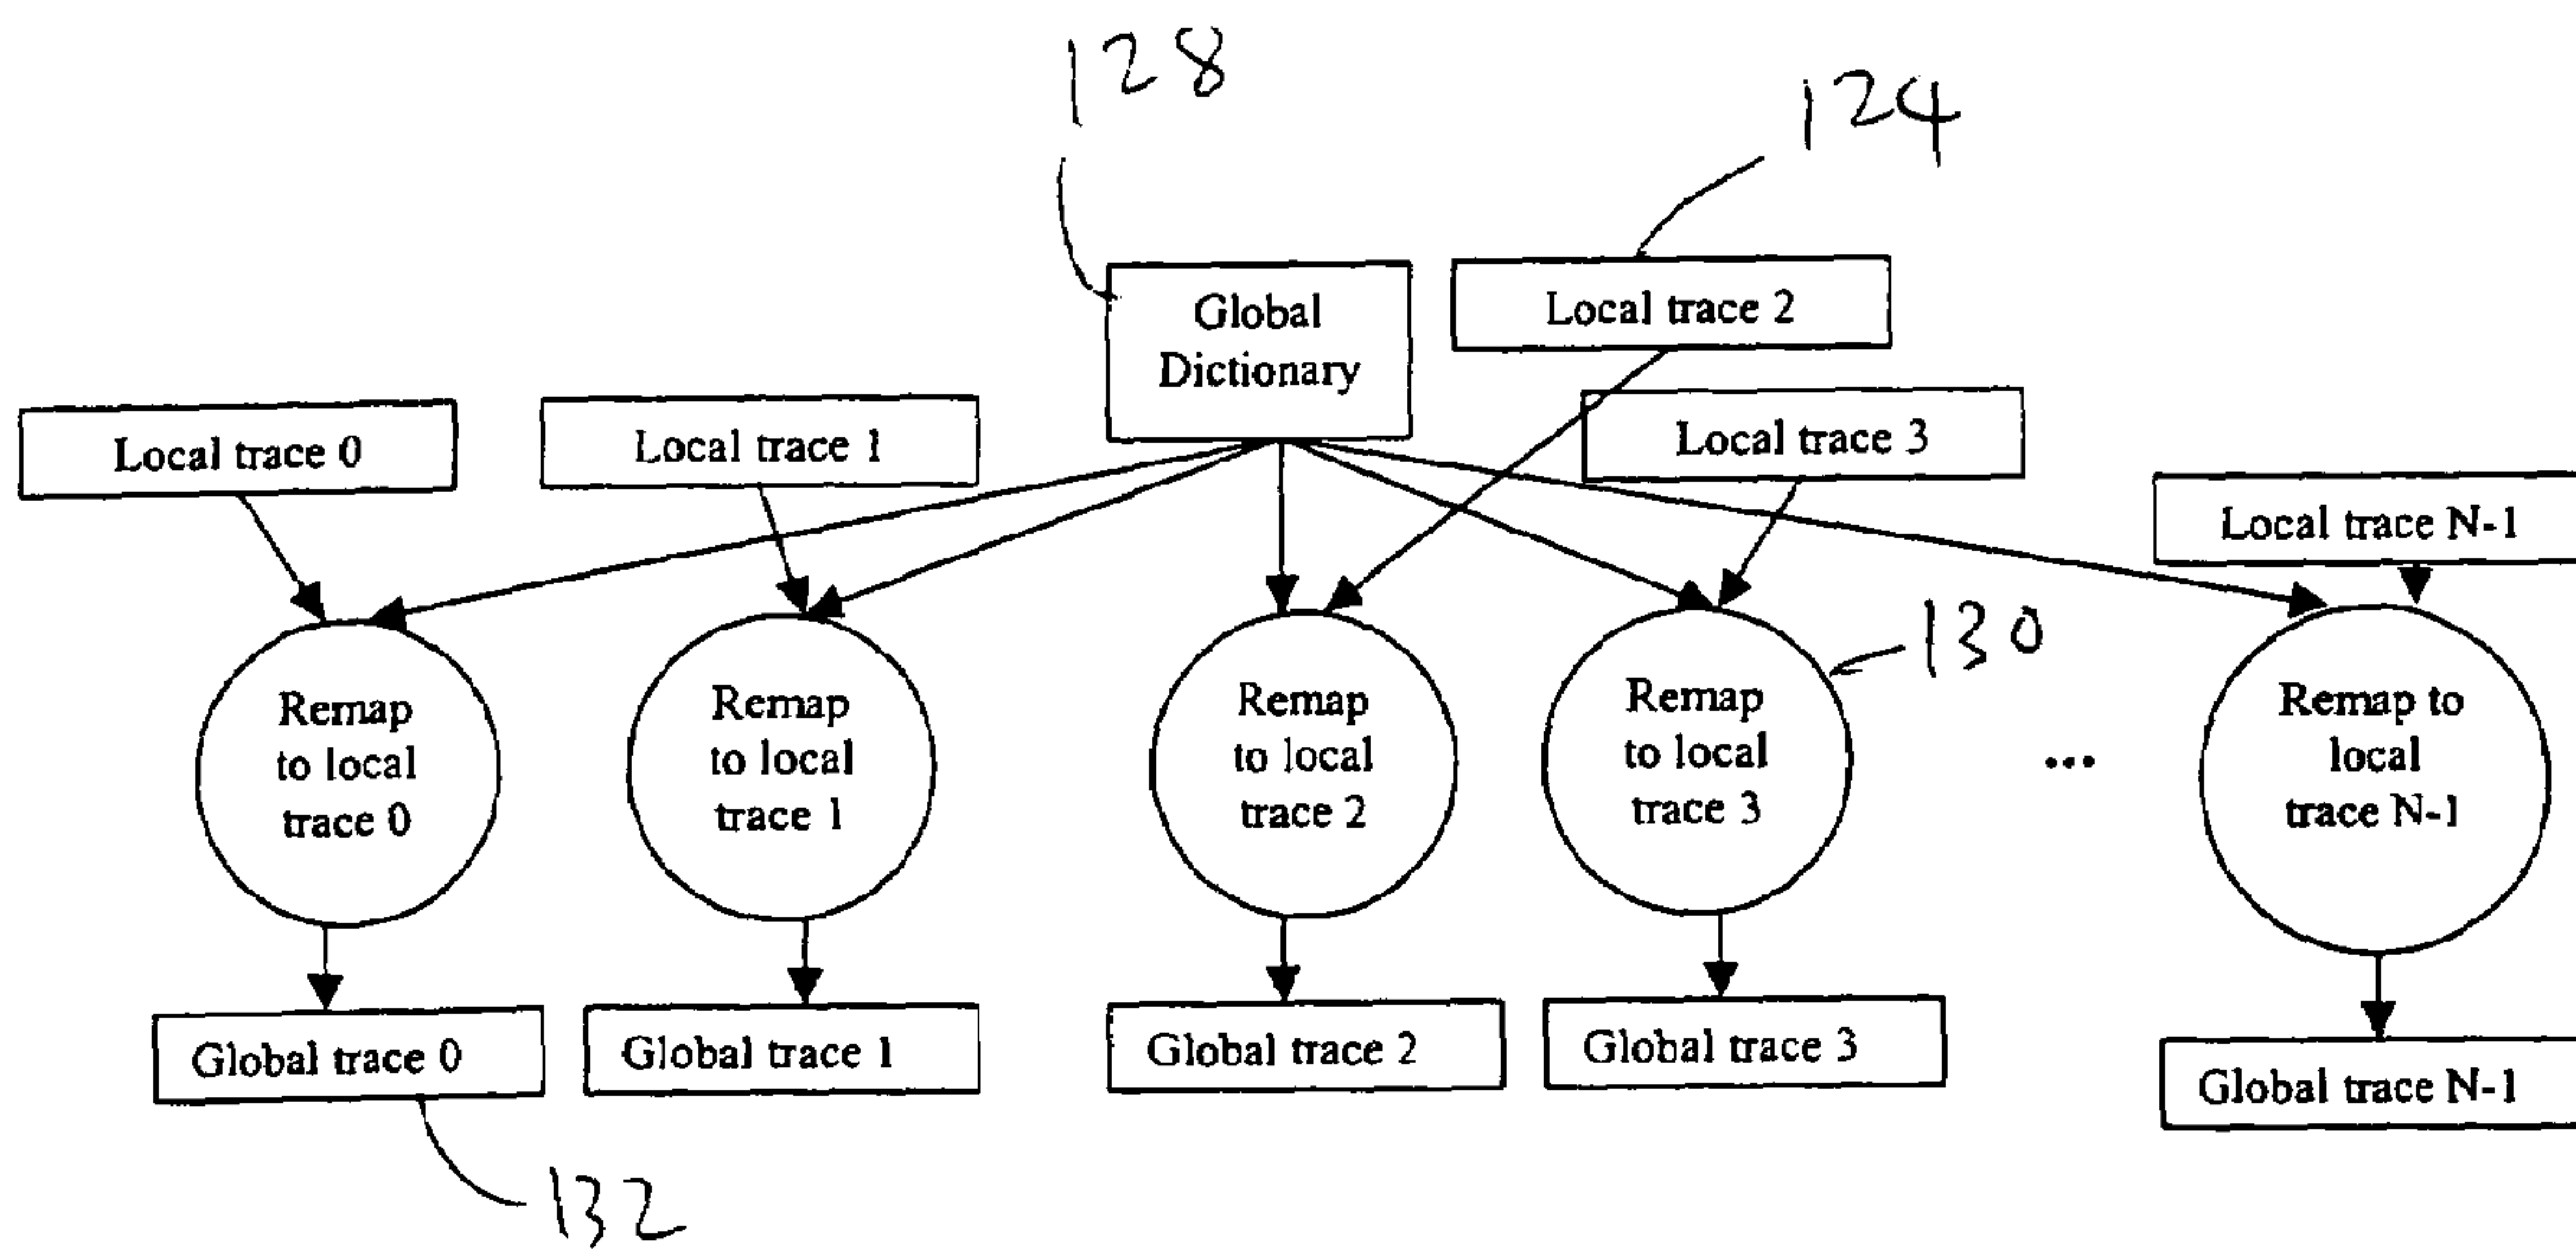 128
124
Global
Dictionary
Local trace 2
Local trace 0
Local trace 1
Local trace 3
Local trace N-1
130
Remap
to local
trace 0
Remap
to local
trace 1
Remap
to local
trace 2
Remap
to local
trace 3
...
Remap to
local
trace N-1
Global trace 0
Global trace 1
Global trace 2
Global trace 3
Global trace N-1
132